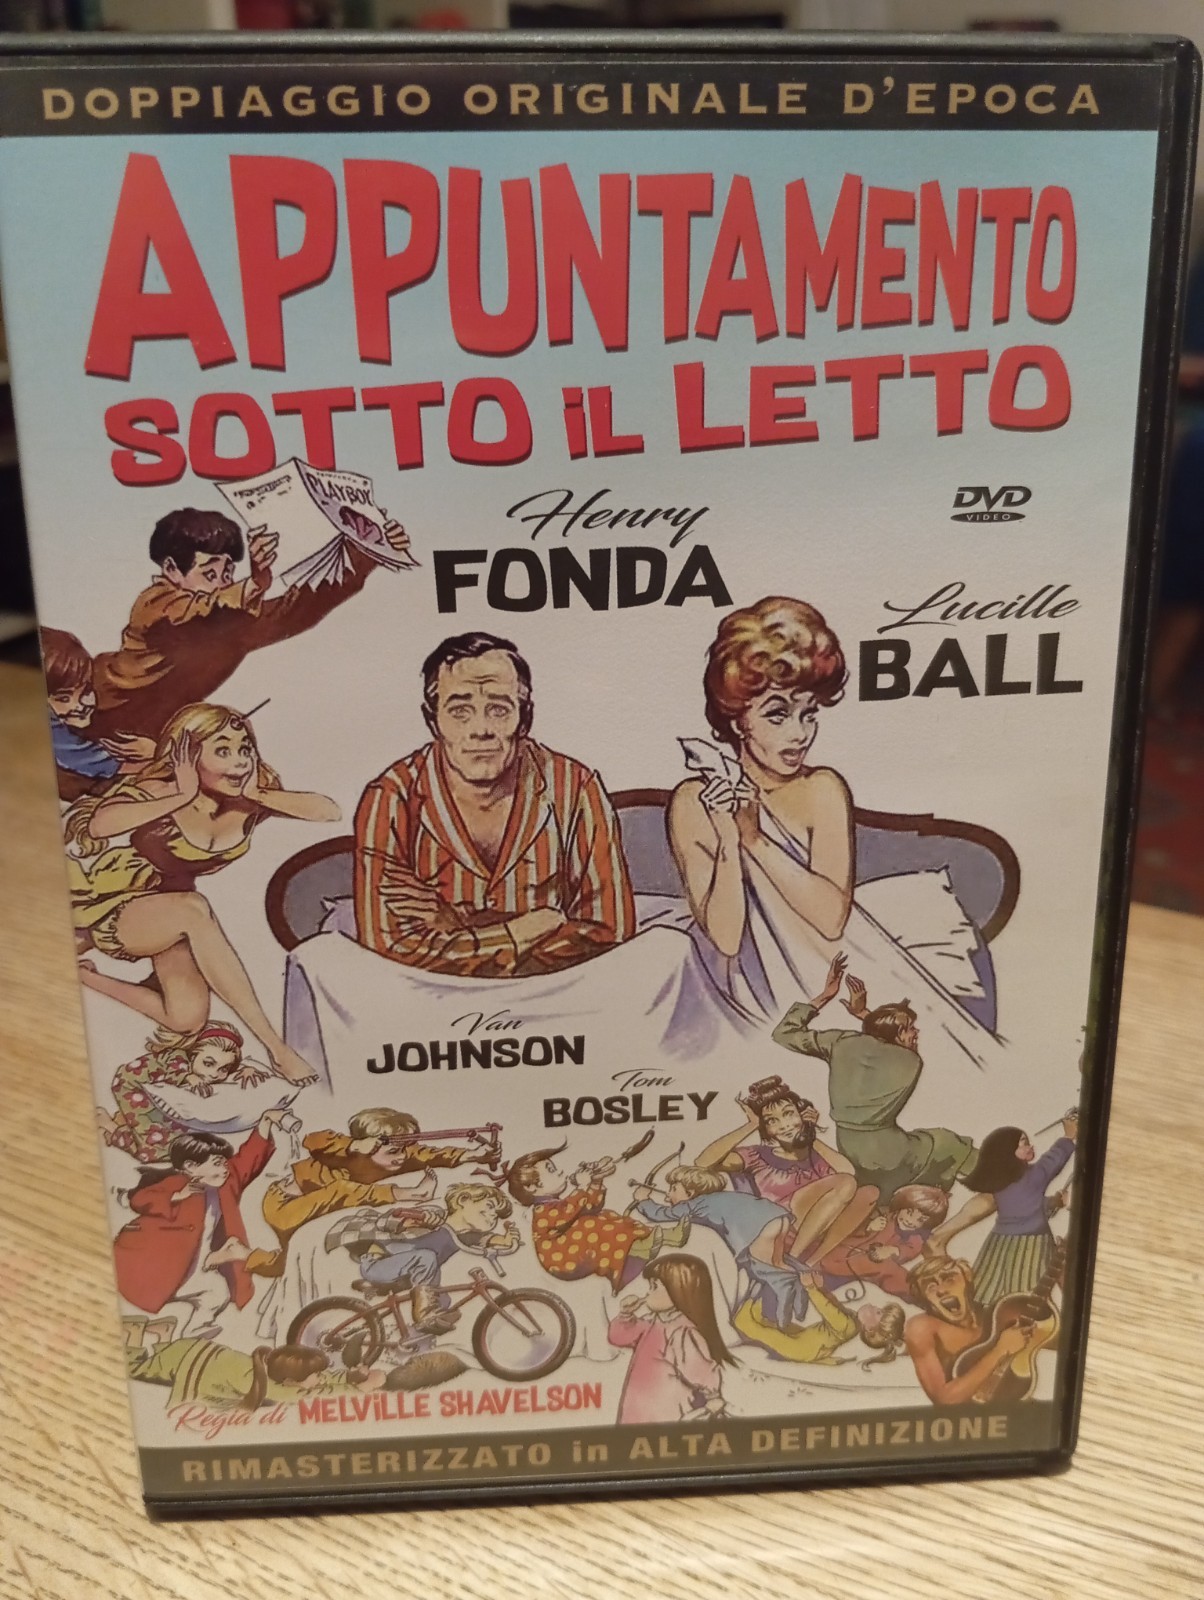 DOPPIAGGIO ORIGINALE D'EPOCA
APPUNTAMENTO
SOTTO iL LETTO
PLAYBOY
Henry
FONDA
DVD
VIDEO
Lucille
BALL
Van
JOHNSON
Tom
BOSLEY
Regia di MELViLLE SHAVELSON
RIMASTERIZZATO in ALTA DEFINIZIONE